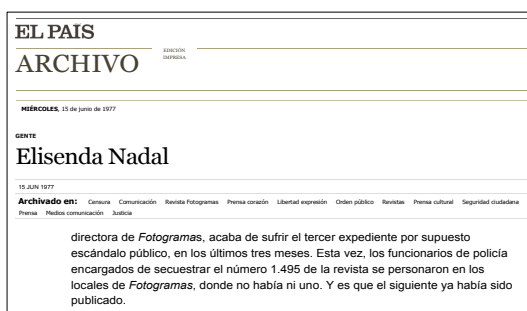 EL PAÍS
ARCHIVO
EDICIÓN
IMPRESA
MIÉRCOLES, 15 de junio de 1977
GENTE
Elisenda Nadal
15 JUN 1977
Archivado en: Censura Comunicación Revista Fotogramas Prensa corazón Libertad expresión Orden público Revistas Prensa cultural Seguridad ciudadana
Prensa Medios comunicación Justicia
directora de Fotogramas, acaba de sufrir el tercer expediente por supuesto
escándalo público, en los últimos tres meses. Esta vez, los funcionarios de policía
encargados de secuestrar el número 1.495 de la revista se personaron en los
locales de Fotogramas, donde no había ni uno. Y es que el siguiente ya había sido
publicado.